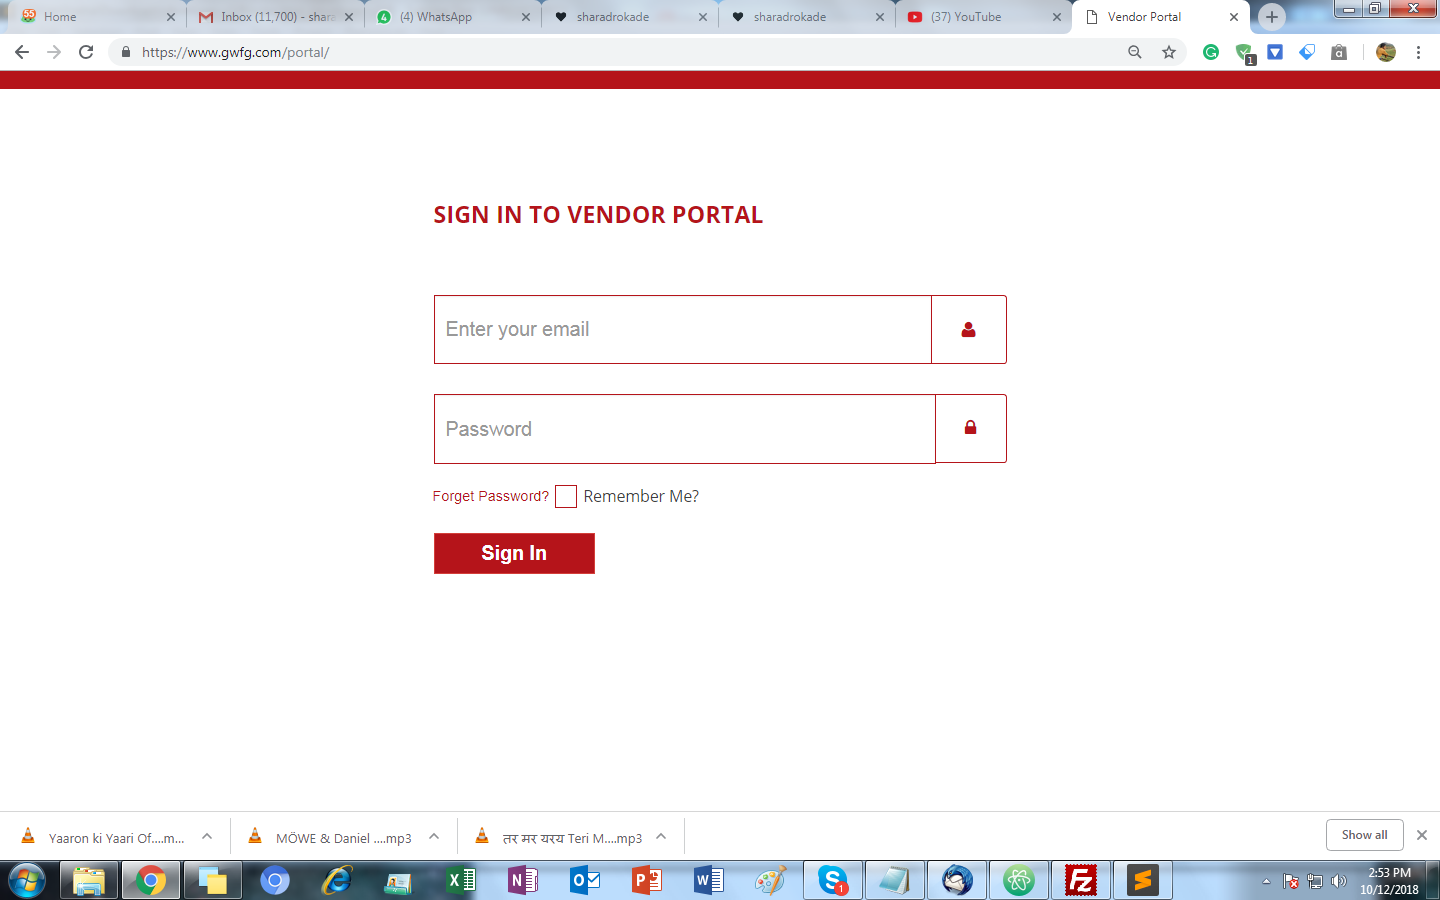 Home
Inbox (11,700) - shara
(4) WhatsApp
sharadrokade
sharadrokade
(37) YouTube
Vendor Portal
https://www.gwfg.com/portal/
1
SIGN IN TO VENDOR PORTAL
Enter your email
Password
Forget Password? Remember Me?
Sign In
Yaaron ki Yaari Of....m...
MÖWE & Daniel ....mp3
तर मर यरय Teri M....mp3
Show all
2:53 PM
10/12/2018